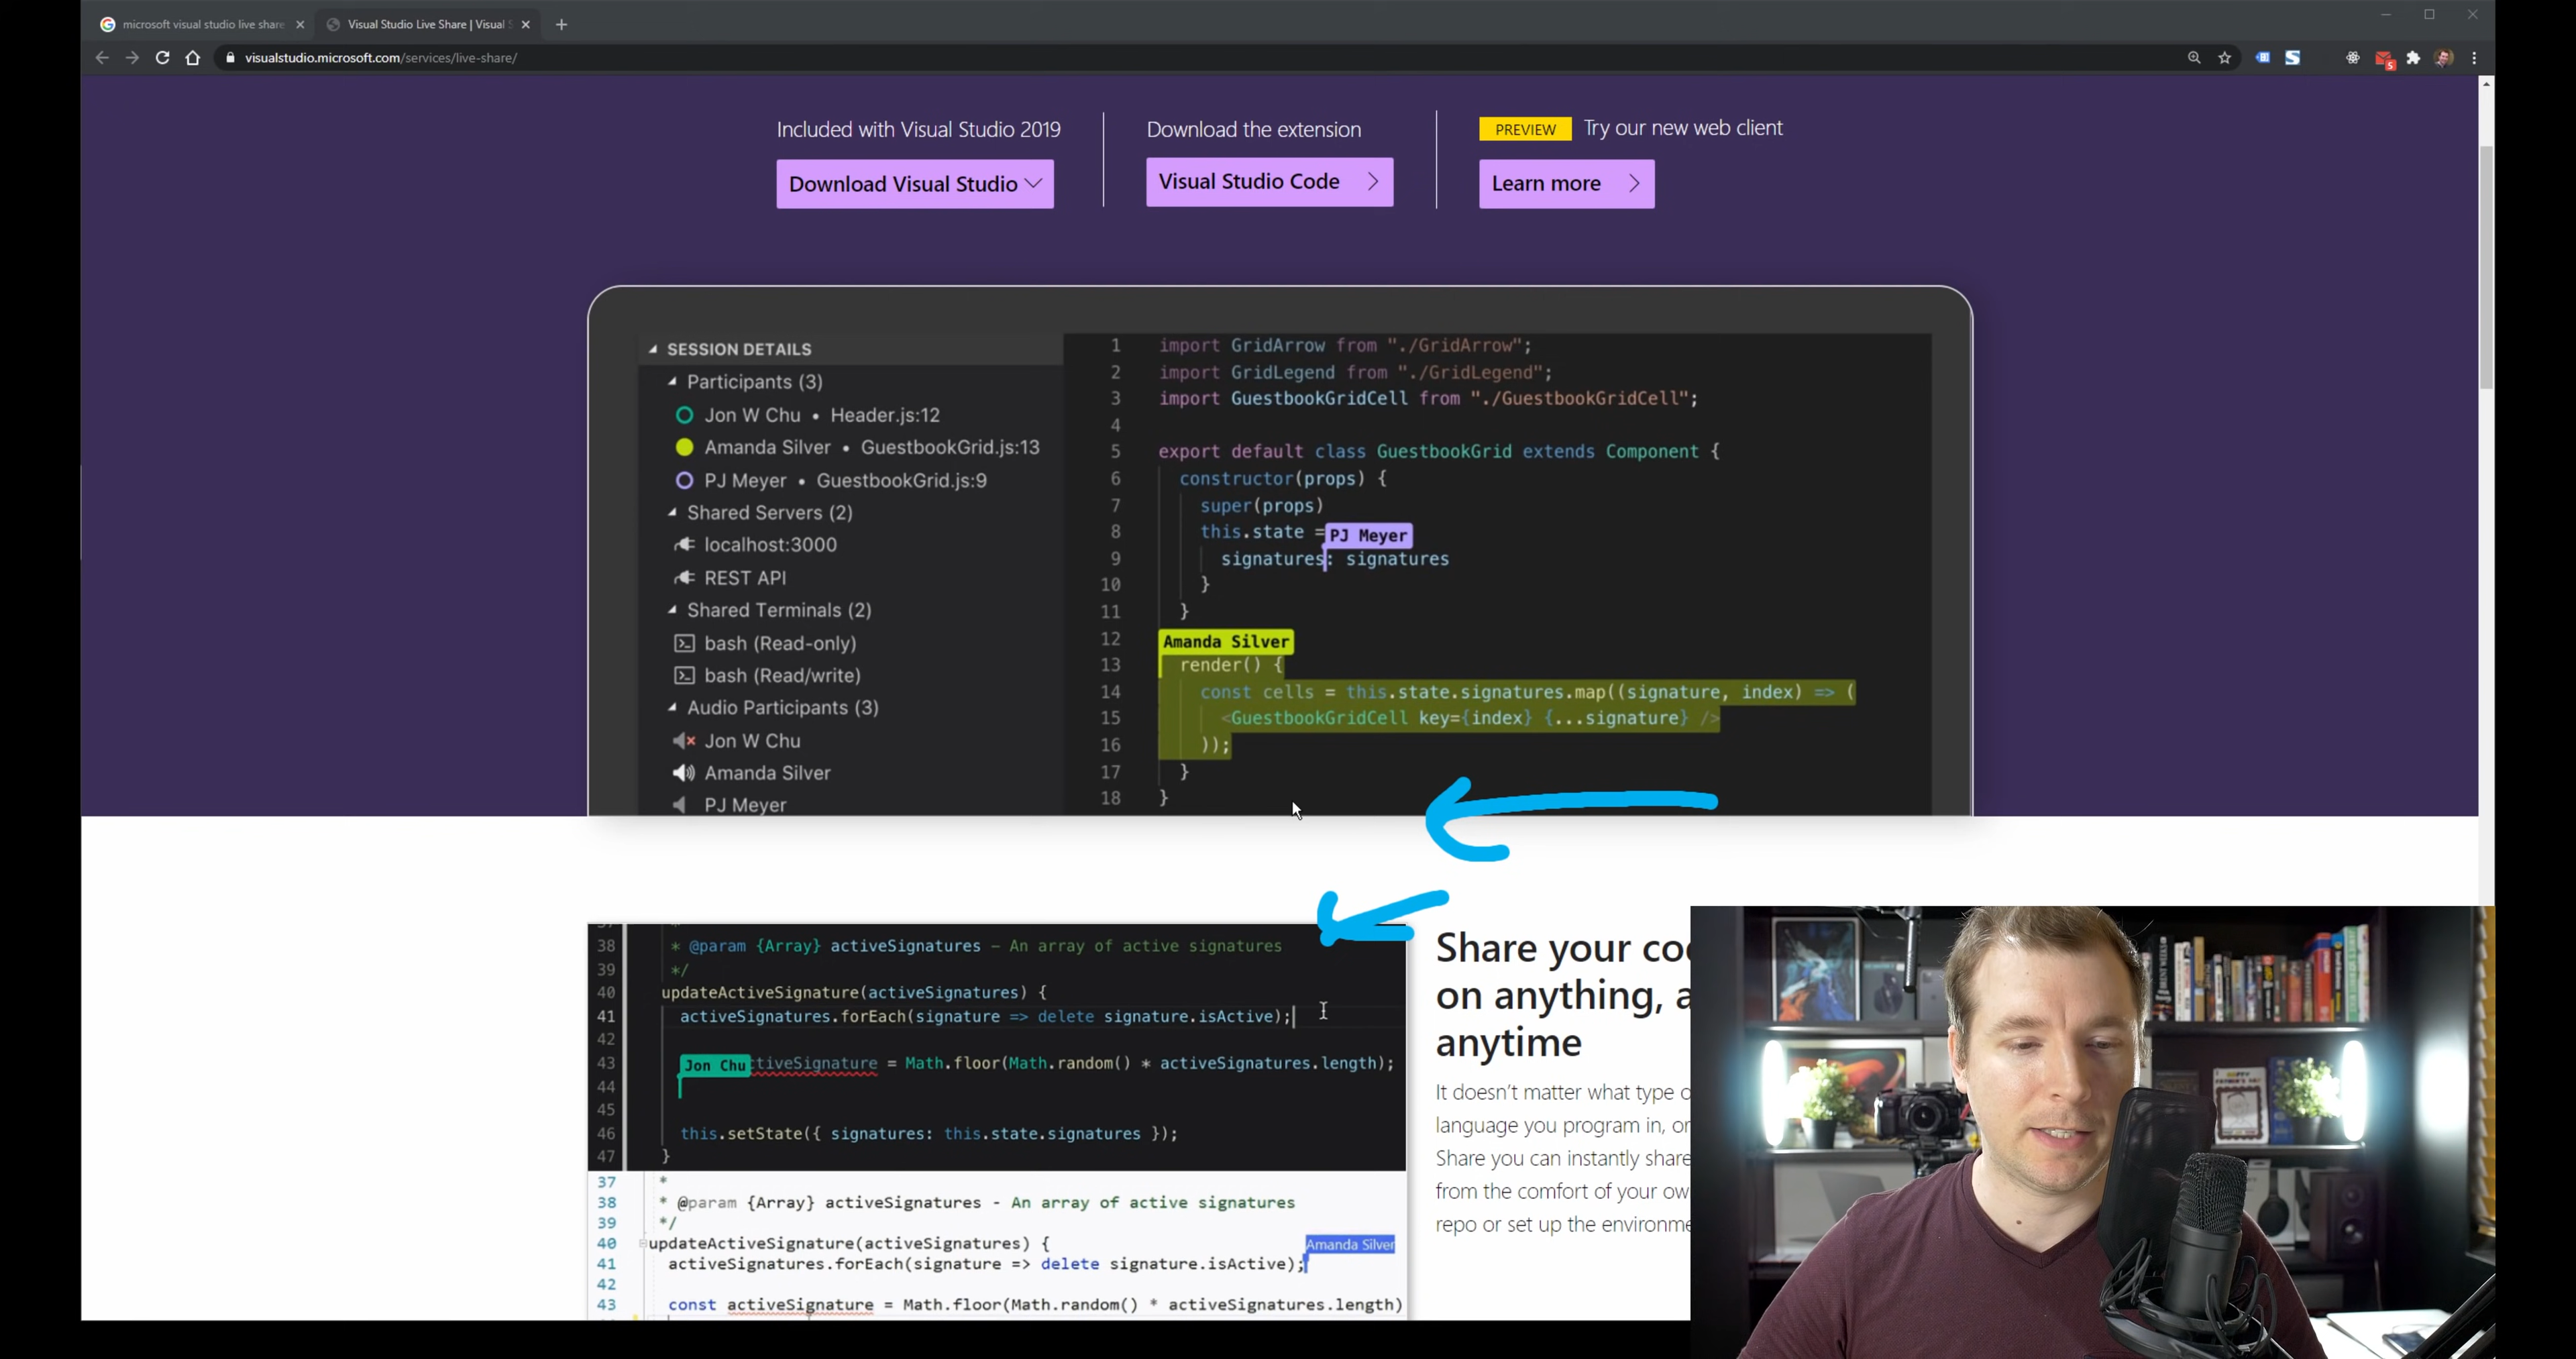 microsoft visual studio live share
Visual Studio Live Share | Visual S
visualstudio.microsoft.com/services/live-share/
5
Included with Visual Studio 2019
Download the extension
PREVIEW Try our new web client
Download Visual Studio
Visual Studio Code
Learn more
SESSION DETAILS
Participants (3)
Jon W Chu • Header.js:12
Amanda Silver • GuestbookGrid.js:13
PJ Meyer • GuestbookGrid.js:9
Shared Servers (2)
localhost:3000
REST API
Shared Terminals (2)
bash (Read-only)
bash (Read/write)
Audio Participants (3)
Jon W Chu
Amanda Silver
PJ Meyer
1 import GridArrow from "./GridArrow";
2 import GridLegend from "./GridLegend";
3 import GuestbookGridCell from "./GuestbookGridCell";
4
5 export default class GuestbookGrid extends Component {
6 constructor(props) {
7 super(props)
8 this.state = PJ Meyer
9 signatures: signatures
10 }
11 }
12 Amanda Silver
13 render() {
14 const cells = this.state.signatures.map((signature, index) => (
15 <GuestbookGridCell key={index} {...signature} />
16 ));
17 }
18 }
38 * @param {Array} activeSignatures – An array of active signatures
39 */
40 updateActiveSignature(activeSignatures) {
41 activeSignatures.forEach(signature => delete signature.isActive);
42
43 Jon Chu ctiveSignature = Math.floor(Math.random() * activeSignatures.length);
44
45
46 this.setState({ signatures: this.state.signatures });
47 }
37 *
38 * @param {Array} activeSignatures - An array of active signatures
39 */
40 updateActiveSignature(activeSignatures) { Amanda Silver
41 activeSignatures.forEach(signature => delete signature.isActive);
42
43 const activeSignature = Math.floor(Math.random() * activeSignatures.length)
Share your co
on anything, a
anytime
It doesn't matter what type o
language you program in, or
Share you can instantly share
from the comfort of your ow
repo or set up the environme